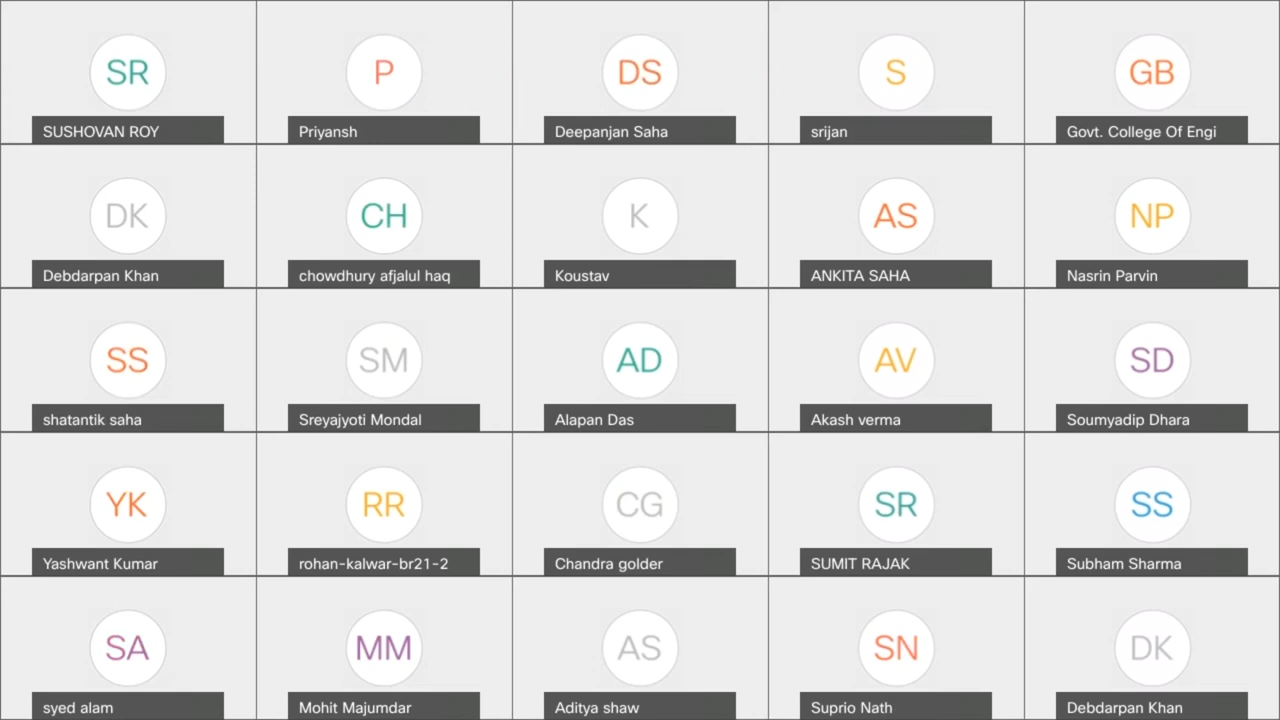 SR
SUSHOVAN ROY
P
Priyansh
DS
Deepanjan Saha
S
srijan
GB
Govt. College Of Engi
DK
Debdarpan Khan
CH
chowdhury afjalul haq
K
Koustav
AS
ANKITA SAHA
NP
Nasrin Parvin
SS
shatantik saha
SM
Sreyajyoti Mondal
AD
Alapan Das
AV
Akash verma
SD
Soumyadip Dhara
YK
Yashwant Kumar
RR
rohan-kalwar-br21-2
CG
Chandra golder
SR
SUMIT RAJAK
SS
Subham Sharma
SA
syed alam
MM
Mohit Majumdar
AS
Aditya shaw
SN
Suprio Nath
DK
Debdarpan Khan